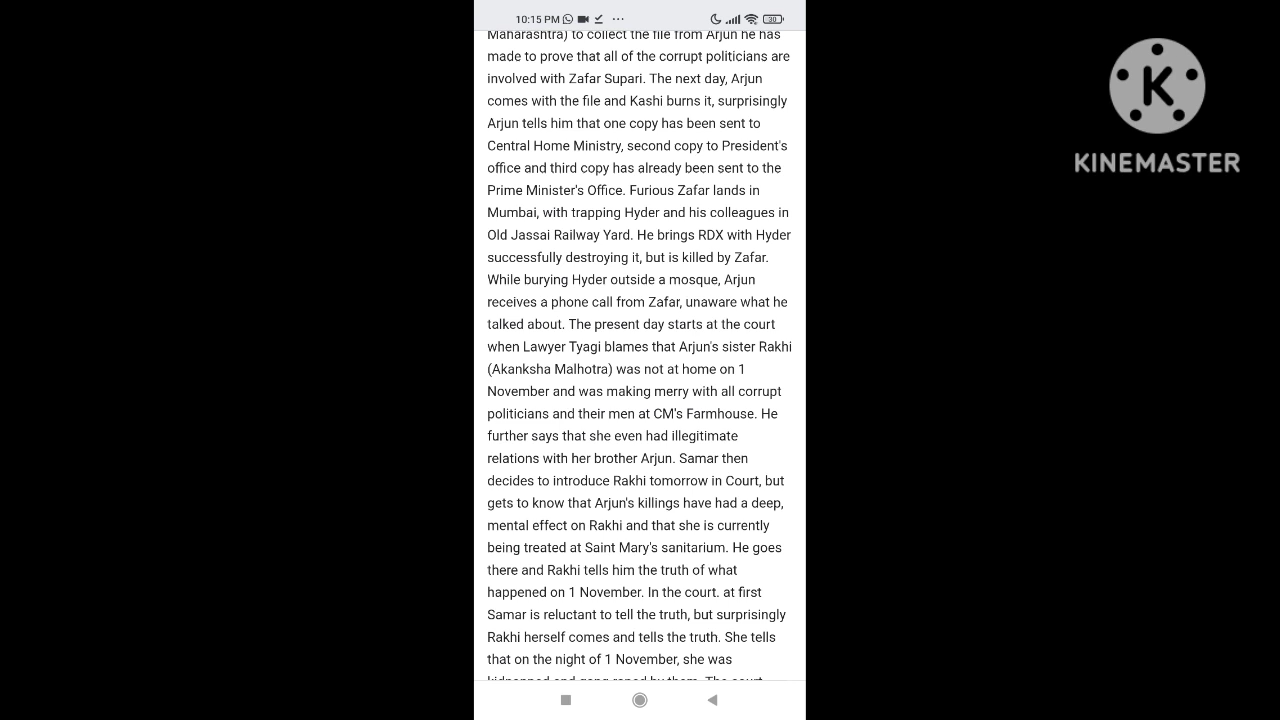 10:15 PM
30
Maharashtra) to collect the file from Arjun he has
made to prove that all of the corrupt politicians are
involved with Zafar Supari. The next day, Arjun
comes with the file and Kashi burns it, surprisingly
Arjun tells him that one copy has been sent to
Central Home Ministry, second copy to President's
office and third copy has already been sent to the
Prime Minister's Office. Furious Zafar lands in
Mumbai, with trapping Hyder and his colleagues in
Old Jassai Railway Yard. He brings RDX with Hyder
successfully destroying it, but is killed by Zafar.
While burying Hyder outside a mosque, Arjun
receives a phone call from Zafar, unaware what he
talked about. The present day starts at the court
when Lawyer Tyagi blames that Arjun's sister Rakhi
(Akanksha Malhotra) was not at home on 1
November and was making merry with all corrupt
politicians and their men at CM's Farmhouse. He
further says that she even had illegitimate
relations with her brother Arjun. Samar then
decides to introduce Rakhi tomorrow in Court, but
gets to know that Arjun's killings have had a deep,
mental effect on Rakhi and that she is currently
being treated at Saint Mary's sanitarium. He goes
there and Rakhi tells him the truth of what
happened on 1 November. In the court. at first
Samar is reluctant to tell the truth, but surprisingly
Rakhi herself comes and tells the truth. She tells
that on the night of 1 November, she was
kidnapped and gang raped by them. The court
K
KINEMASTER